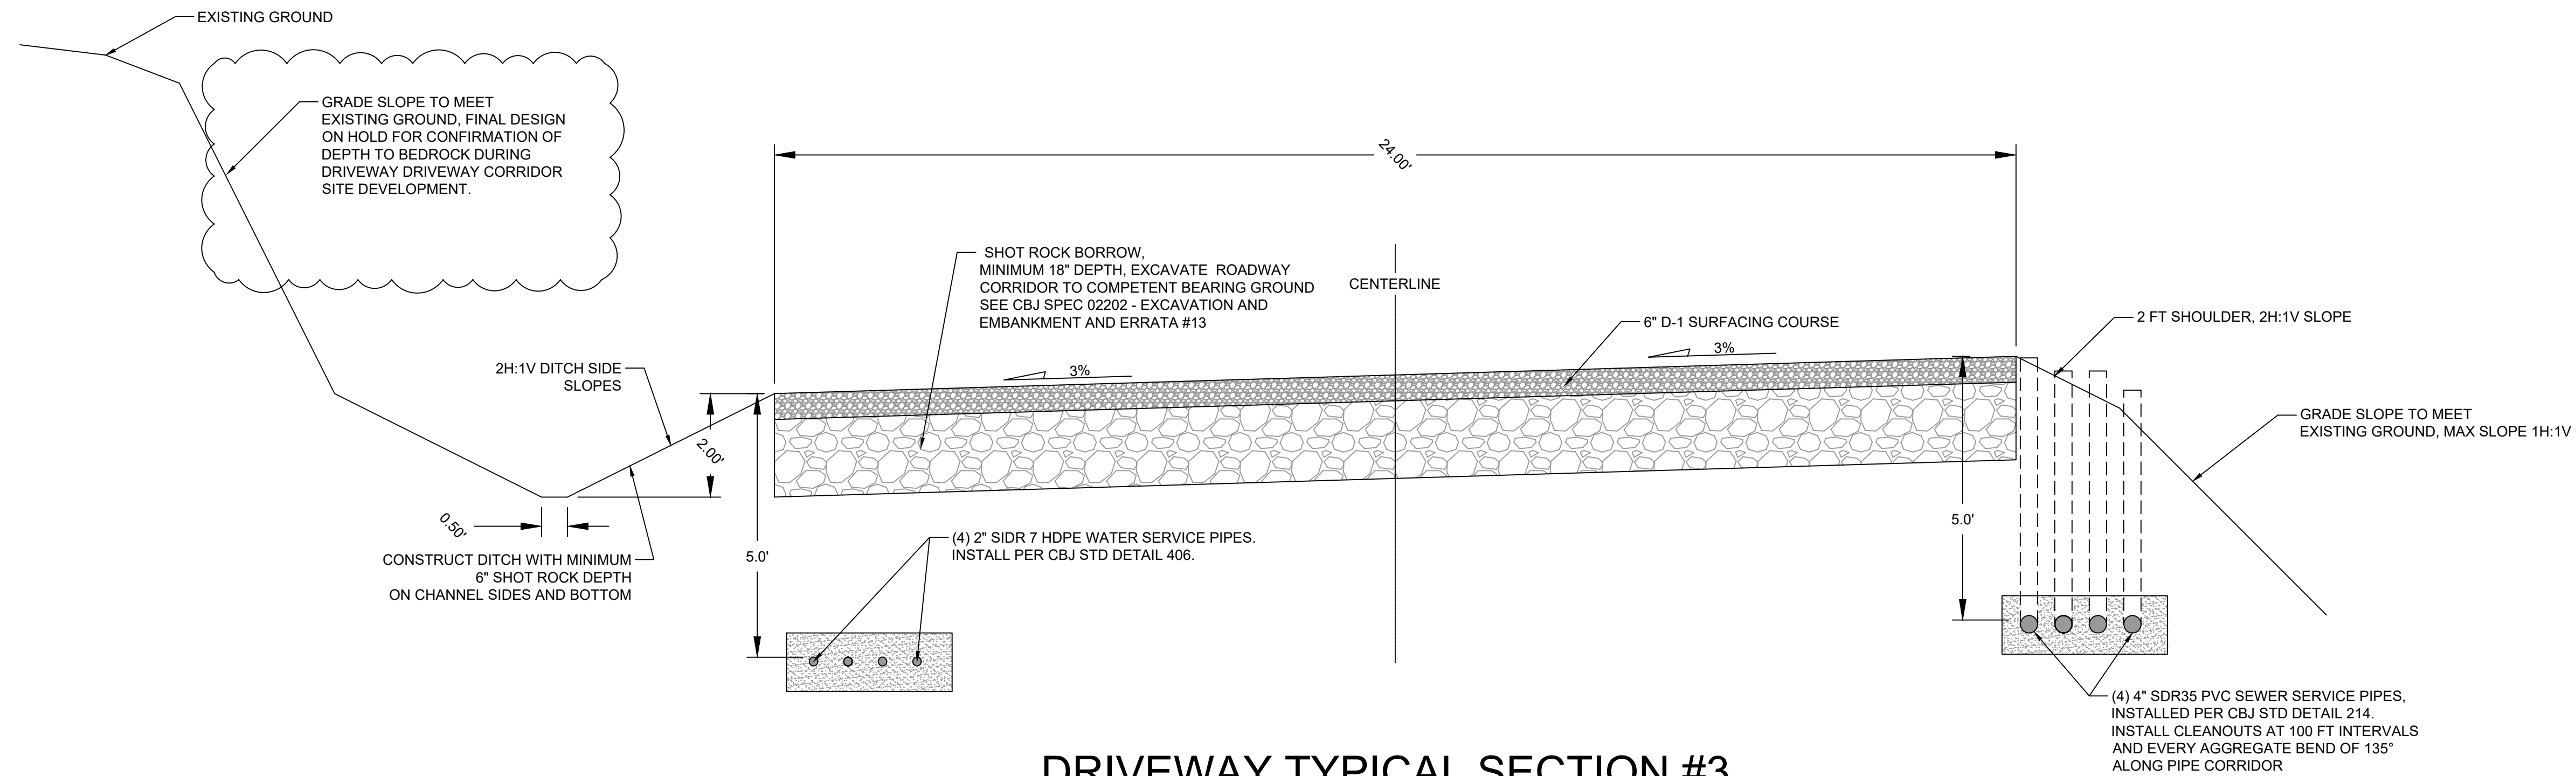 EXISTING GROUND
GRADE SLOPE TO MEET
EXISTING GROUND, FINAL DESIGN
ON HOLD FOR CONFIRMATION OF
DEPTH TO BEDROCK DURING
DRIVEWAY DRIVEWAY CORRIDOR
SITE DEVELOPMENT.
24.00'
SHOT ROCK BORROW,
MINIMUM 18" DEPTH, EXCAVATE ROADWAY
CORRIDOR TO COMPETENT BEARING GROUND
SEE CBJ SPEC 02202 - EXCAVATION AND
EMBANKMENT AND ERRATA #13
CENTERLINE
6" D-1 SURFACING COURSE
2 FT SHOULDER, 2H:1V SLOPE
3%
3%
2H:1V DITCH SIDE
SLOPES
2.00'
GRADE SLOPE TO MEET
EXISTING GROUND, MAX SLOPE 1H:1V
0.50'
5.0'
5.0'
CONSTRUCT DITCH WITH MINIMUM
6" SHOT ROCK DEPTH
ON CHANNEL SIDES AND BOTTOM
(4) 2" SIDR 7 HDPE WATER SERVICE PIPES.
INSTALL PER CBJ STD DETAIL 406.
(4) 4" SDR35 PVC SEWER SERVICE PIPES,
INSTALLED PER CBJ STD DETAIL 214.
INSTALL CLEANOUTS AT 100 FT INTERVALS
AND EVERY AGGREGATE BEND OF 135°
ALONG PIPE CORRIDOR
DRIVEWAY TYPICAL SECTION #3